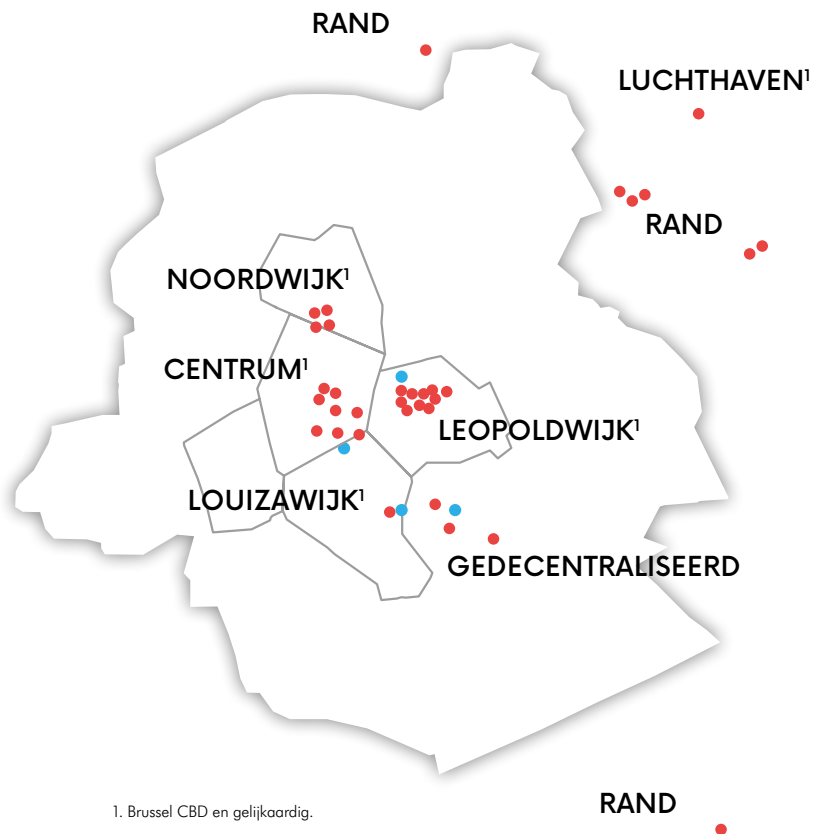 RAND
LUCHTHAVEN¹
RAND
NOORDWIJK¹
CENTRUM¹
LEOPOLDWIJK¹
LOUIZAWIJK¹
GEDECENTRALISEERD
RAND
1. Brussel CBD en gelijkaardig.